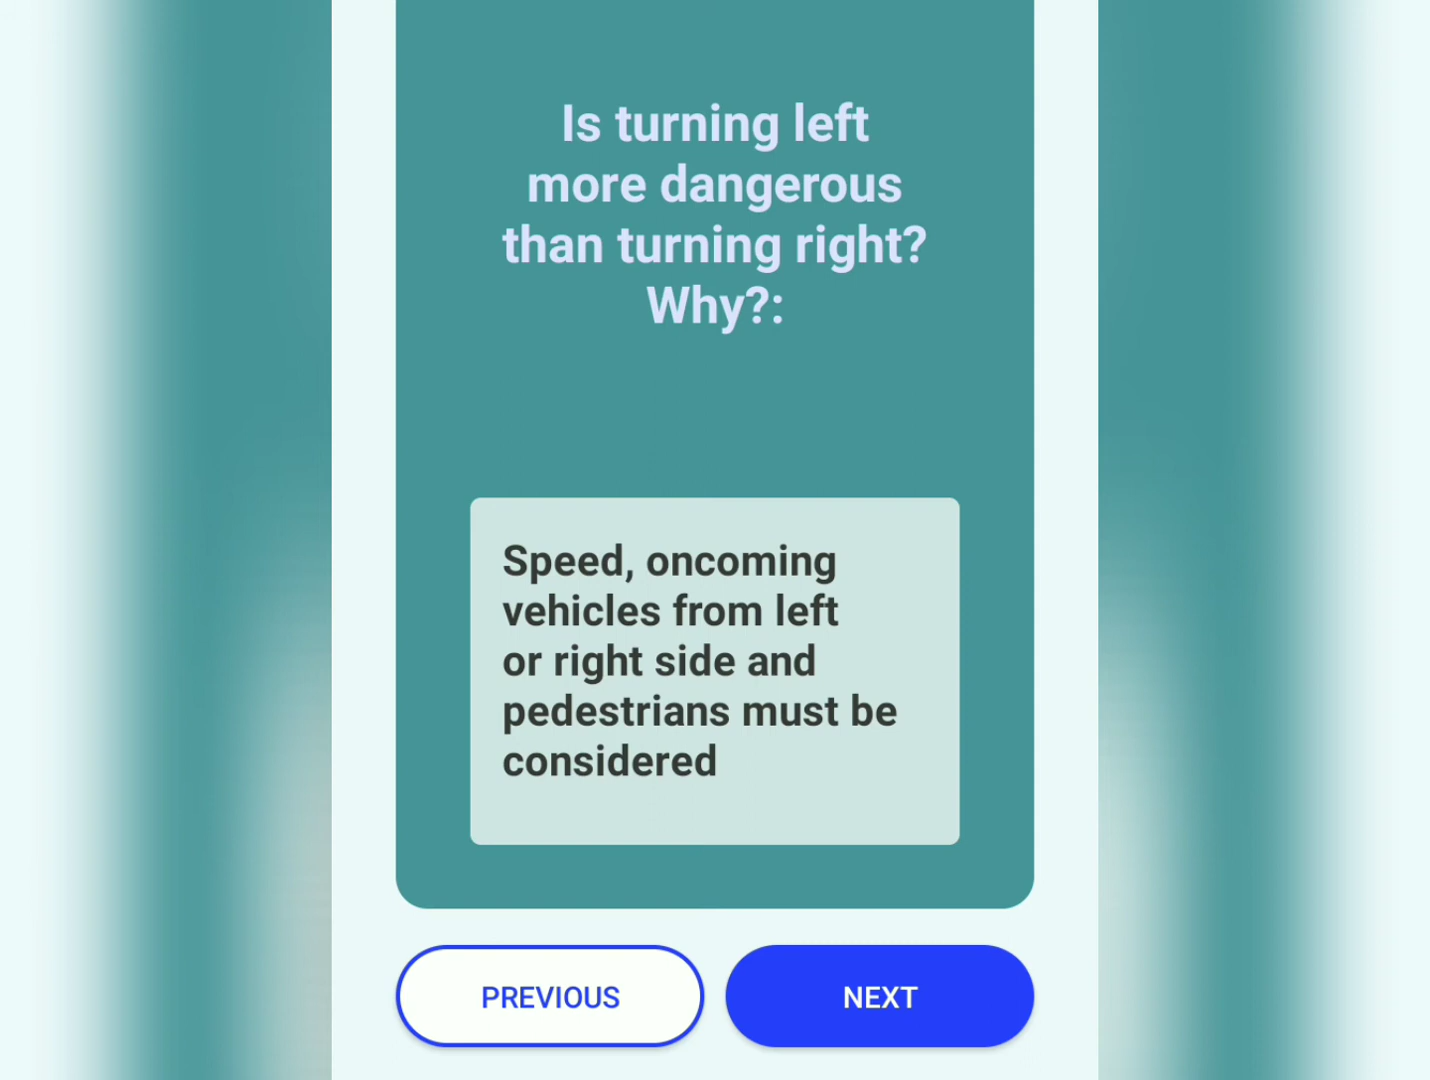 Is turning left
more dangerous
than turning right?
Why?:
Speed, oncoming
vehicles from left
or right side and
pedestrians must be
considered
PREVIOUS
NEXT